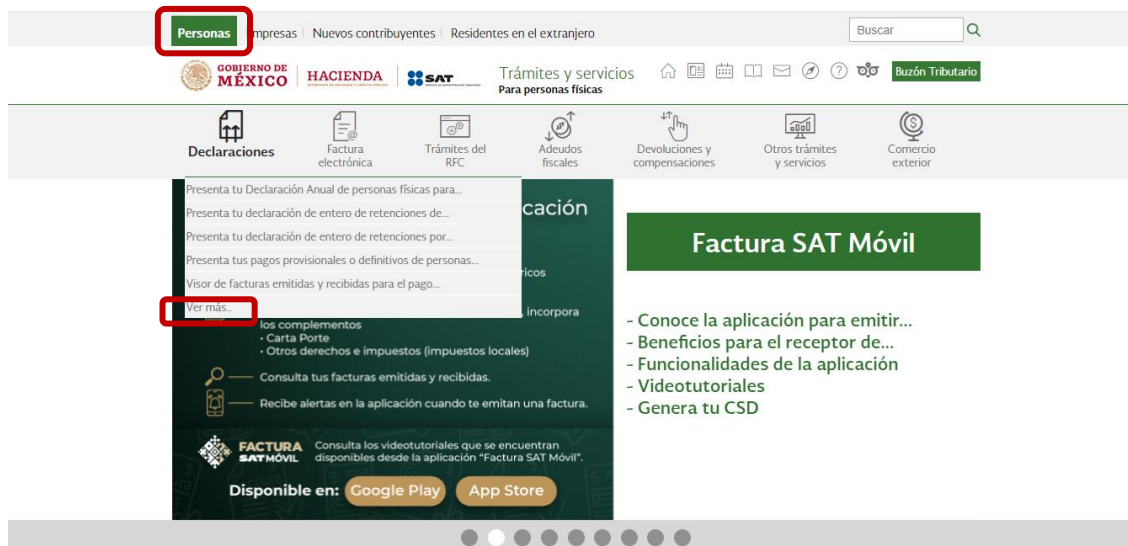 Personas
Empresas
Nuevos contribuyentes
Residentes en el extranjero
Buscar
GOBIERNO DE
MÉXICO
HACIENDA
SAT
Trámites y servicios
Para personas físicas
Buzón Tributario
Declaraciones
Factura
electrónica
Trámites del
RFC
Adeudos
fiscales
Devoluciones y
compensaciones
Otros trámites
y servicios
Comercio
exterior
Presenta tu Declaración Anual de personas físicas para...
Presenta tu declaración de entero de retenciones de...
Presenta tu declaración de entero de retenciones por...
Presenta tus pagos provisionales o definitivos de personas...
Visor de facturas emitidas y recibidas para el pago...
Ver más..
cación
ricos
, incorpora
los complementos
· Carta Porte
· Otros derechos e impuestos (impuestos locales)
Consulta tus facturas emitidas y recibidas.
Recibe alertas en la aplicación cuando te emitan una factura.
FACTURA
SAT MÓVIL
Consulta los videotutoriales que se encuentran
disponibles desde la aplicación "Factura SAT Móvil".
Disponible en: Google Play App Store
Factura SAT Móvil
- Conoce la aplicación para emitir...
- Beneficios para el receptor de...
- Funcionalidades de la aplicación
- Videotutoriales
- Genera tu CSD